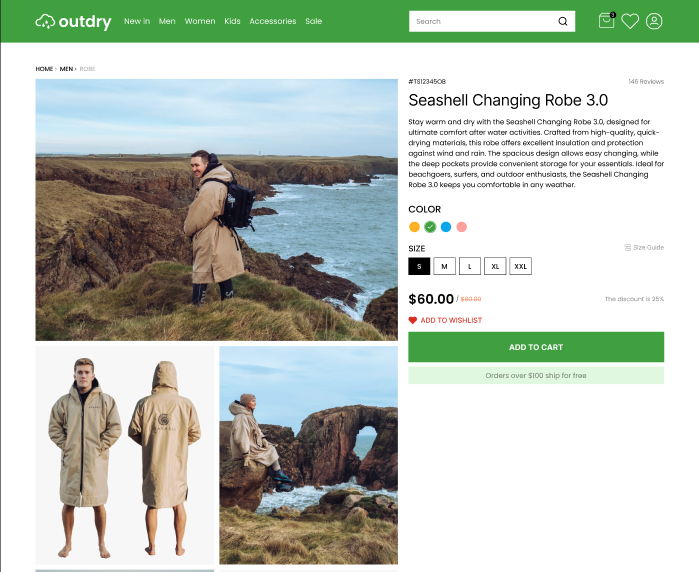 outdry New in Men Women Kids Accessories Sale Search
HOME > MEN > ROBE
#TS12345OB 146 Reviews
Seashell Changing Robe 3.0
Stay warm and dry with the Seashell Changing Robe 3.0, designed for
ultimate comfort after water activities. Crafted from high-quality, quick-
drying materials, this robe offers excellent insulation and protection
against wind and rain. The spacious design allows easy changing, while
the deep pockets provide convenient storage for your essentials. Ideal for
beachgoers, surfers, and outdoor enthusiasts, the Seashell Changing
Robe 3.0 keeps you comfortable in any weather.
COLOR
SIZE Size Guide
S M L XL XXL
$60.00 / $80.00 The discount is 25%
ADD TO WISHLIST
ADD TO CART
Orders over $100 ship for free